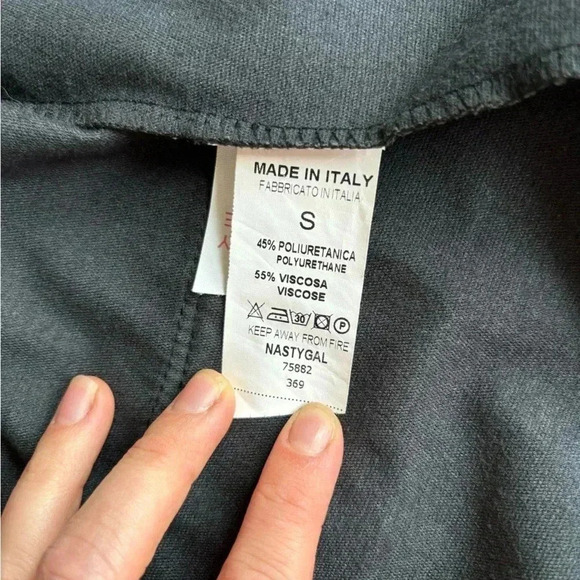 MADE IN ITALY
FABBRICATO IN ITALIA
S
45% POLIURETANICA
POLYURETHANE
55% VISCOSA
VISCOSE
30 P
KEEP AWAY FROM FIRE
NASTYGAL
75882
369